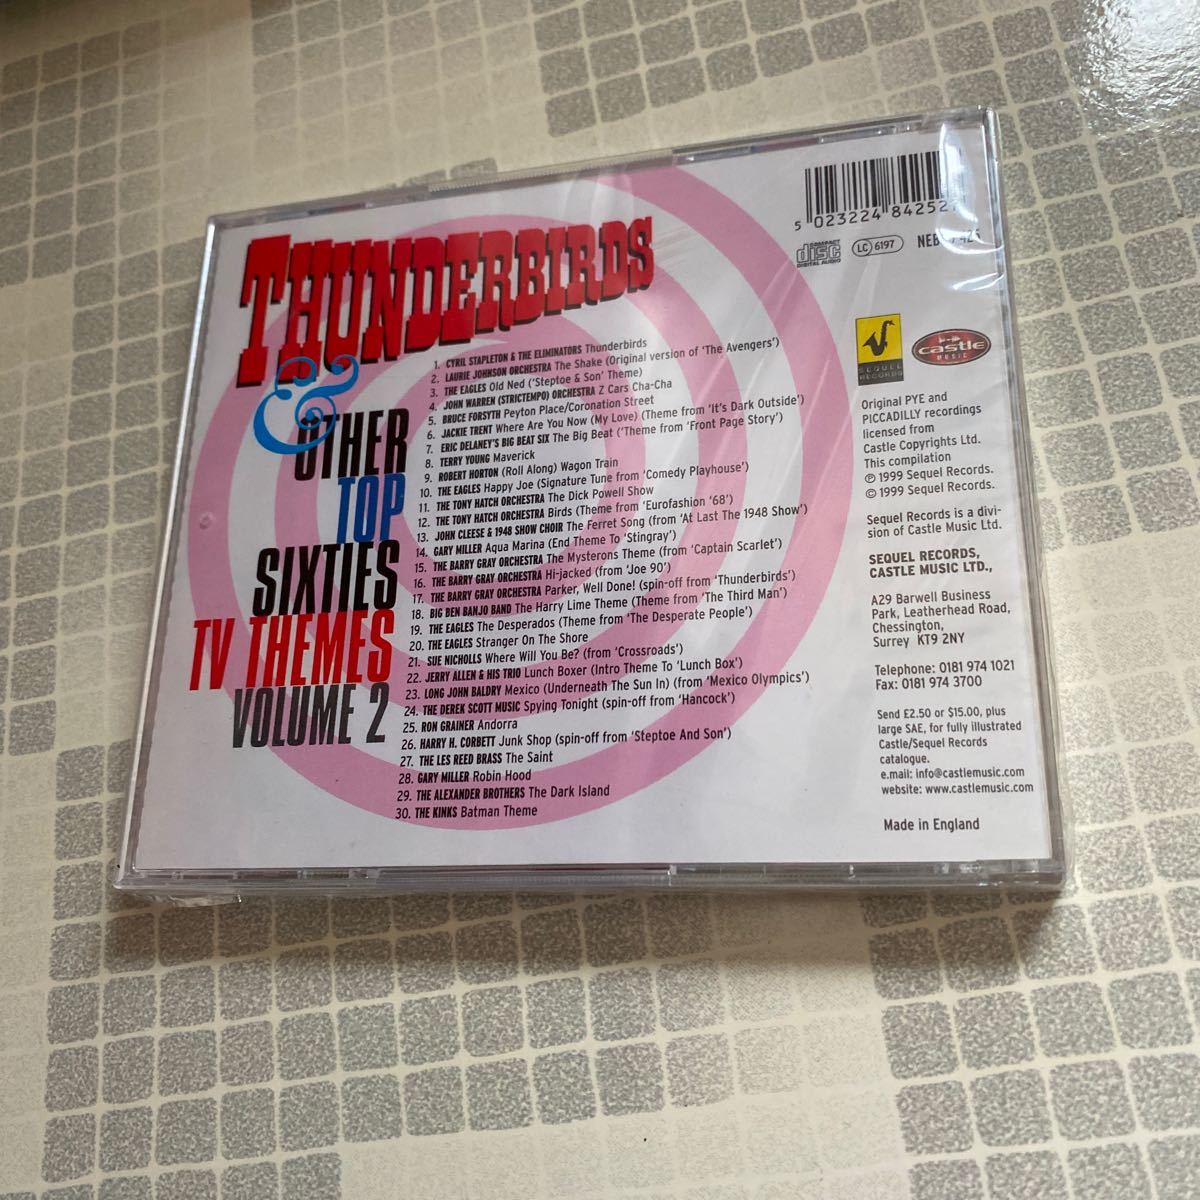 THUNDERBIRDS
&
OTHER
TOP
SIXTIES
TV THEMES
VOLUME 2
1. CYRIL STAPLETON & THE ELIMINATORS Thunderbirds
2. LAURIE JOHNSON ORCHESTRA The Shake (Original version of 'The Avengers')
3. THE EAGLES Old Ned ('Steptoe & Son' Theme)
4. JOHN WARREN (STRICTEMPO) ORCHESTRA Z Cars Cha-Cha
5. BRUCE FORSYTH Peyton Place/Coronation Street
6. JACKIE TRENT Where Are You Now (My Love) (Theme from 'It's Dark Outside')
7. ERIC DELANEY'S BIG BEAT SIX The Big Beat ('Theme from 'Front Page Story')
8. TERRY YOUNG Maverick
9. ROBERT HORTON (Roll Along) Wagon Train
10. THE EAGLES Happy Joe (Signature Tune from 'Comedy Playhouse')
11. THE TONY HATCH ORCHESTRA The Dick Powell Show
12. THE TONY HATCH ORCHESTRA Birds (Theme from 'Eurofashion '68')
13. JOHN CLEESE & 1948 SHOW CHOIR The Ferret Song (from 'At Last The 1948 Show')
14. GARY MILLER Aqua Marina (End Theme To 'Stingray')
15. THE BARRY GRAY ORCHESTRA The Mysterons Theme (from 'Captain Scarlet')
16. THE BARRY GRAY ORCHESTRA Hi-jacked (from 'Joe 90')
17. THE BARRY GRAY ORCHESTRA Parker, Well Done! (spin-off from 'Thunderbirds')
18. BIG BEN BANJO BAND The Harry Lime Theme (Theme from 'The Third Man')
19. THE EAGLES The Desperados (Theme from 'The Desperate People')
20. THE EAGLES Stranger On The Shore
21. SUE NICHOLLS Where Will You Be? (from 'Crossroads')
22. JERRY ALLEN & HIS TRIO Lunch Boxer (Intro Theme To 'Lunch Box')
23. LONG JOHN BALDRY Mexico (Underneath The Sun In) (from 'Mexico Olympics')
24. THE DEREK SCOTT MUSIC Spying Tonight (spin-off from 'Hancock')
25. RON GRAINER Andorra
26. HARRY H. CORBETT Junk Shop (spin-off from 'Steptoe And Son')
27. THE LES REED BRASS The Saint
28. GARY MILLER Robin Hood
29. THE ALEXANDER BROTHERS The Dark Island
30. THE KINKS Batman Theme
5 023224 842527
COMPACT
disc
DIGITAL AUDIO
LC 6197
SEQUEL
RECORDS
Castle
MUSIC
Original PYE and
PICCADILLY recordings
licensed from
Castle Copyrights Ltd.
This compilation
℗ 1999 Sequel Records.
© 1999 Sequel Records.
Sequel Records is a divi-
sion of Castle Music Ltd.
SEQUEL RECORDS,
CASTLE MUSIC LTD.,
A29 Barwell Business
Park, Leatherhead Road,
Chessington,
Surrey KT9 2NY
Telephone: 0181 974 1021
Fax: 0181 974 3700
Send £2.50 or $15.00, plus
large SAE, for fully illustrated
Castle/Sequel Records
catalogue.
e.mail: info@castlemusic.com
website: www.castlemusic.com
Made in England